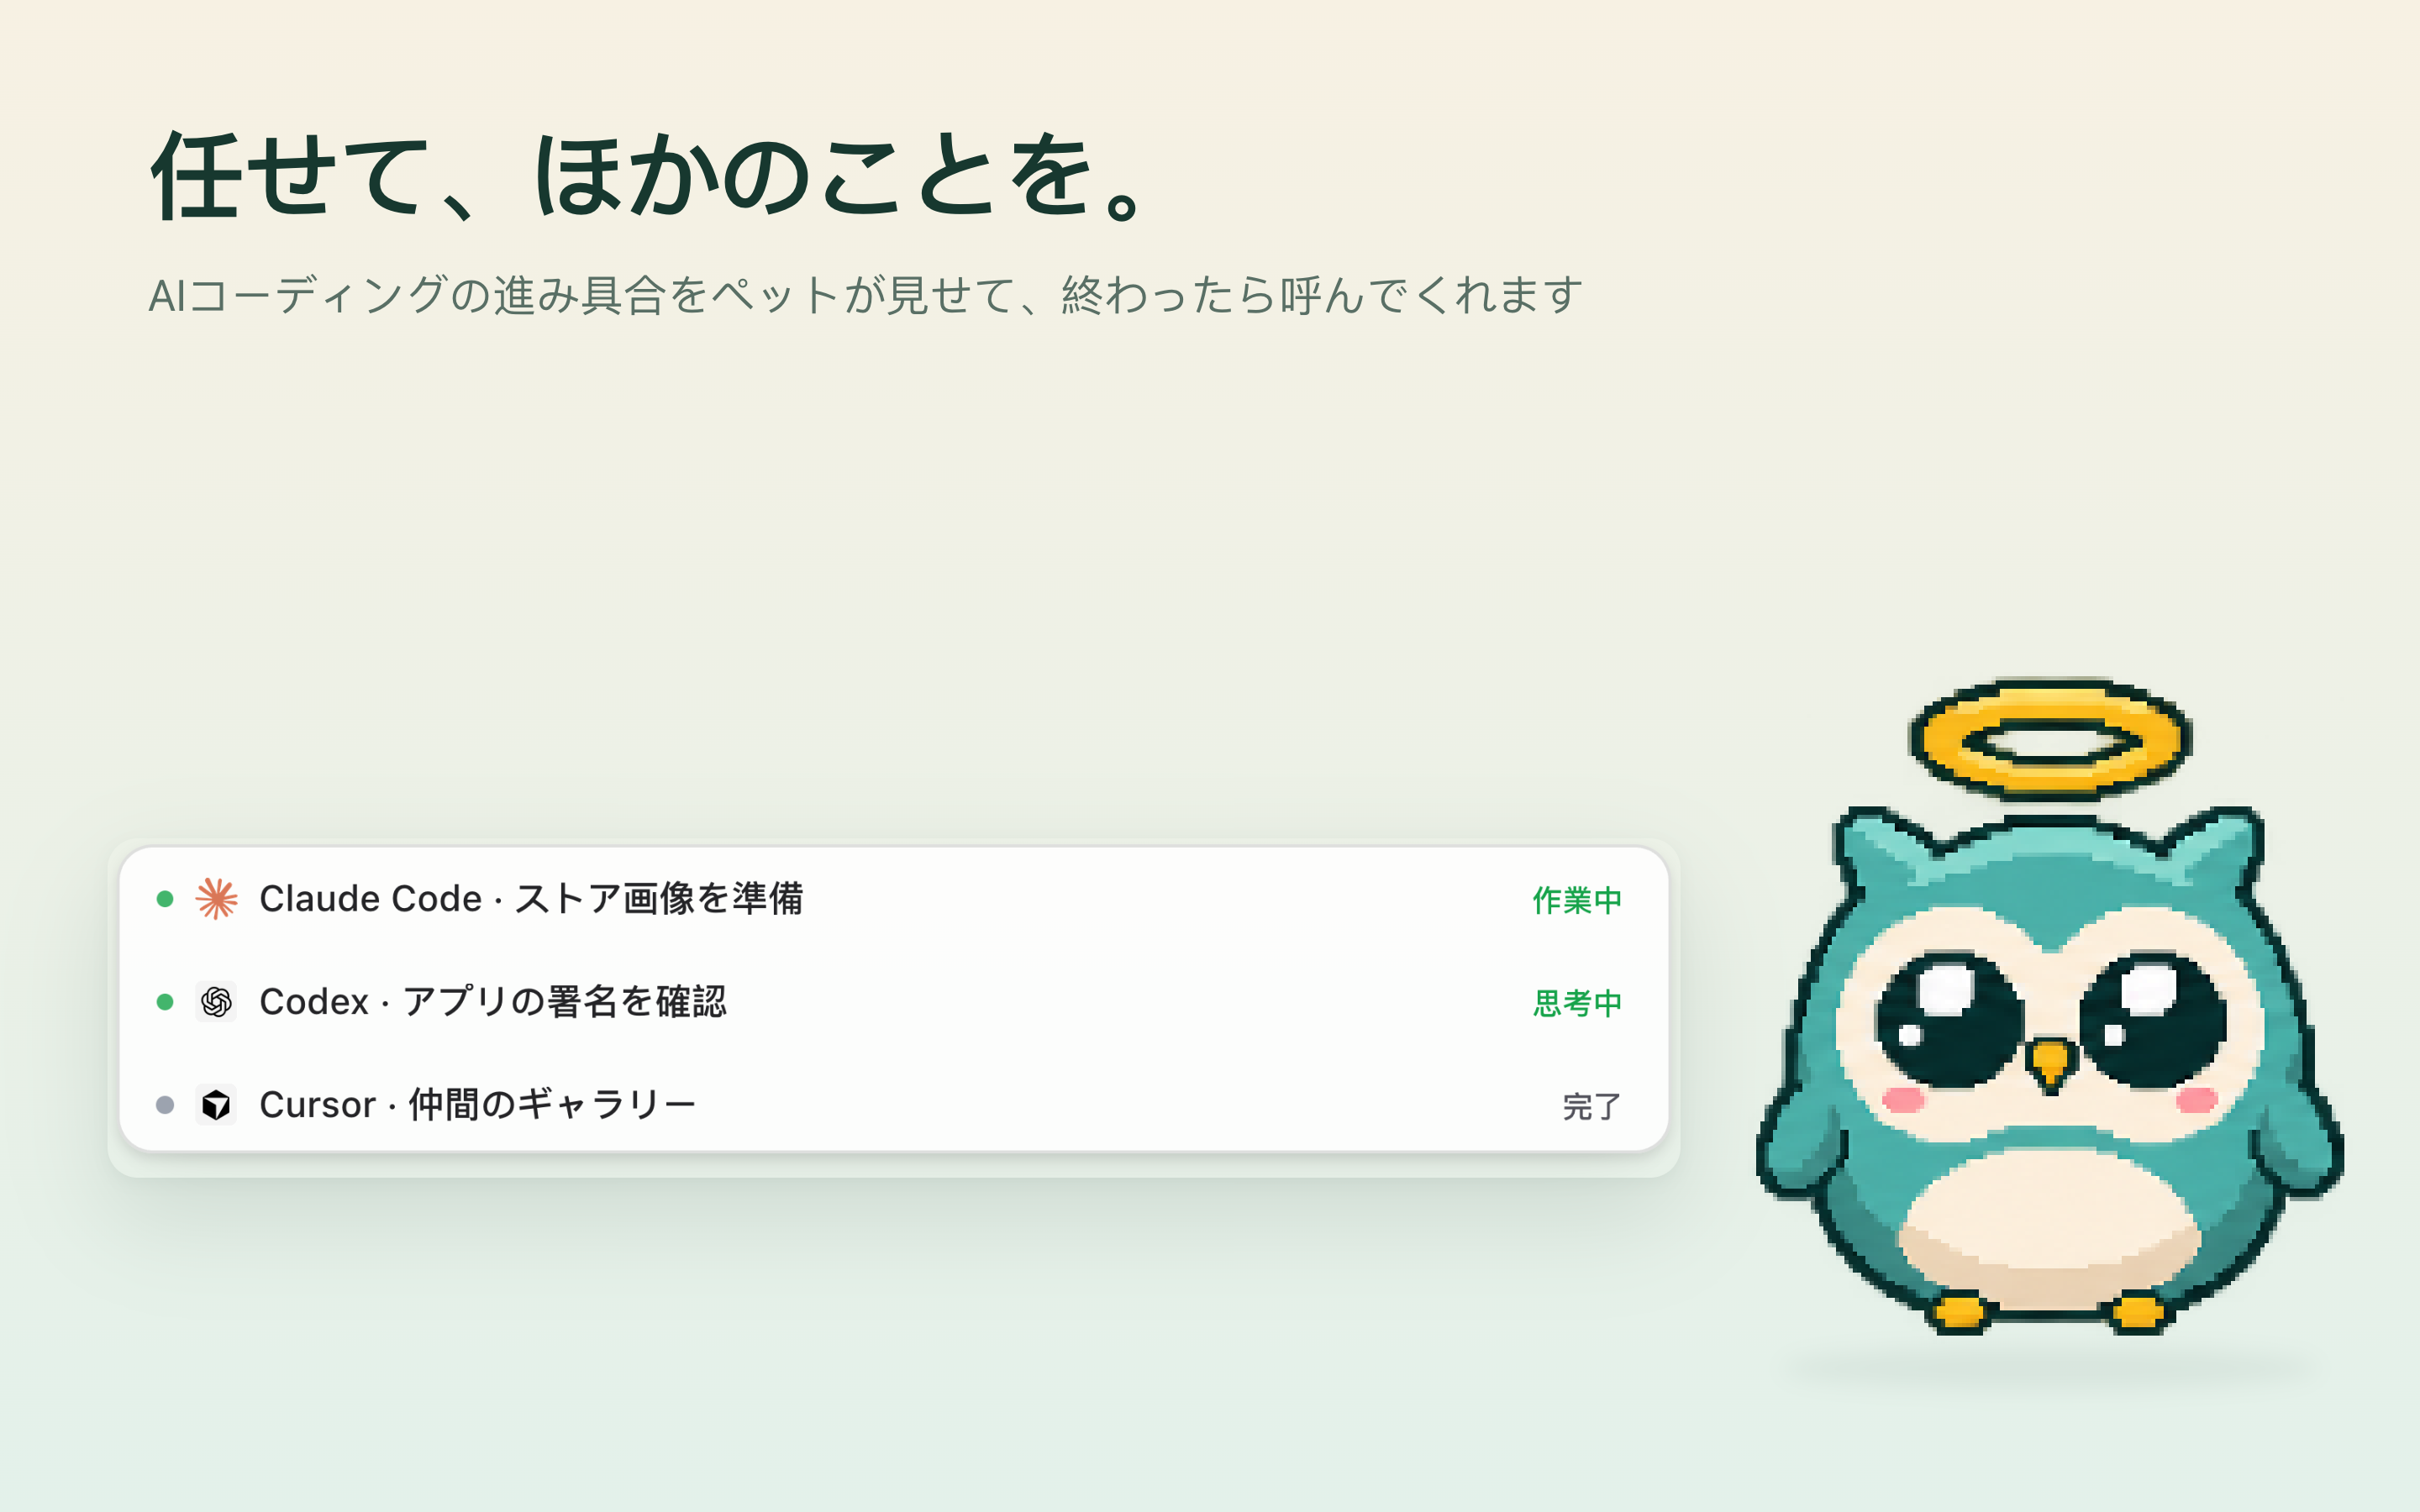 任せて、ほかのことを。
AIコーディングの進み具合をペットが見せて、終わったら呼んでくれます
Claude Code · ストア画像を準備 作業中
Codex · アプリの署名を確認 思考中
Cursor · 仲間のギャラリー 完了